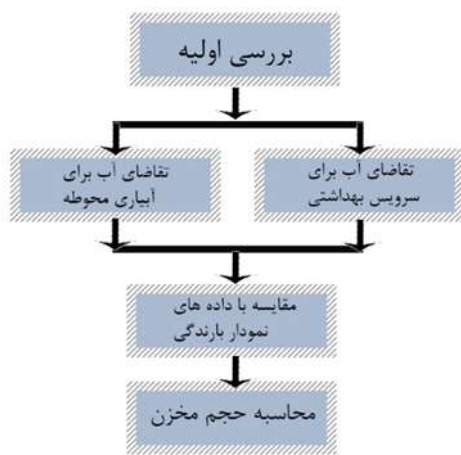 بررسی اولیه
تقاضای آب برای
سرویس بهداشتی
تقاضای آب برای
آبیاری محوطه
مقایسه با داده های
نمودار بارندگی
محاسبه حجم مخزن